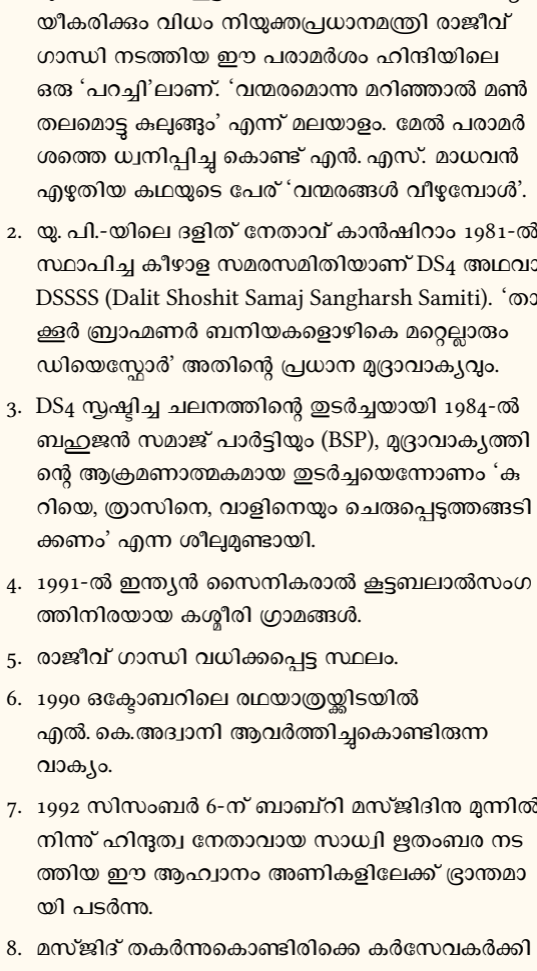 യീകരിക്കും വിധം നിയുക്തപ്രധാനമന്ത്രി രാജീവ്
ഗാന്ധി നടത്തിയ ഈ പരാമർശം ഹിന്ദിയിലെ
ഒരു ‘പറച്ചി’ലാണ്. ‘വന്മരമൊന്നു മറിഞ്ഞാൽ മൺ
തലമൊട്ടു കുലുങ്ങും’ എന്ന് മലയാളം. മേൽ പരാമർ
ശത്തെ ധ്വനിപ്പിച്ചു കൊണ്ട് എൻ. എസ്. മാധവൻ
എഴുതിയ കഥയുടെ പേര് ‘വന്മരങ്ങൾ വീഴുമ്പോൾ’.
2. യു. പി.-യിലെ ദളിത് നേതാവ് കാൻഷിറാം 1981-ൽ
സ്ഥാപിച്ച കീഴാള സമരസമിതിയാണ് DS4 അഥവാ
DSSSS (Dalit Shoshit Samaj Sangharsh Samiti). ‘താ
ക്കൂർ ബ്രാഹ്മണർ ബനിയകളൊഴികെ മറ്റെല്ലാരും
ഡിയെസ്ഫോർ’ അതിന്റെ പ്രധാന മുദ്രാവാക്യവും.
3. DS4 സൃഷ്ടിച്ച ചലനത്തിന്റെ തുടർച്ചയായി 1984-ൽ
ബഹുജൻ സമാജ് പാർട്ടിയും (BSP), മുദ്രാവാക്യത്തി
ന്റെ ആക്രമണാത്മകമായ തുടർച്ചയെന്നോണം ‘കു
റിയെ, ത്രാസിനെ, വാളിനെയും ചെരുപ്പെടുത്തങ്ങടി
ക്കണം’ എന്ന ശീലുമുണ്ടായി.
4. 1991-ൽ ഇന്ത്യൻ സൈനികരാൽ കൂട്ടബലാൽസംഗ
ത്തിനിരയായ കശ്മീരി ഗ്രാമങ്ങൾ.
5. രാജീവ് ഗാന്ധി വധിക്കപ്പെട്ട സ്ഥലം.
6. 1990 ഒക്ടോബറിലെ രഥയാത്രയ്ക്കിടയിൽ
എൽ. കെ.അദ്വാനി ആവർത്തിച്ചുകൊണ്ടിരുന്ന
വാക്യം.
7. 1992 സിസംബർ 6-ന് ബാബ്റി മസ്ജിദിനു മുന്നിൽ
നിന്നു് ഹിന്ദുത്വ നേതാവായ സാധ്വി ഋതംബര നട
ത്തിയ ഈ ആഹ്വാനം അണികളിലേക്ക് ഭ്രാന്തമാ
യി പടർന്നു.
8. മസ്ജിദ് തകർന്നുകൊണ്ടിരിക്കെ കർസേവകർക്കി